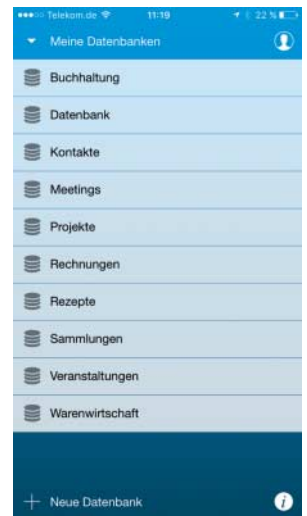 Telekom.de 11:19 22 %
Meine Datenbanken
Buchhaltung
Datenbank
Kontakte
Meetings
Projekte
Rechnungen
Rezepte
Sammlungen
Veranstaltungen
Warenwirtschaft
Neue Datenbank